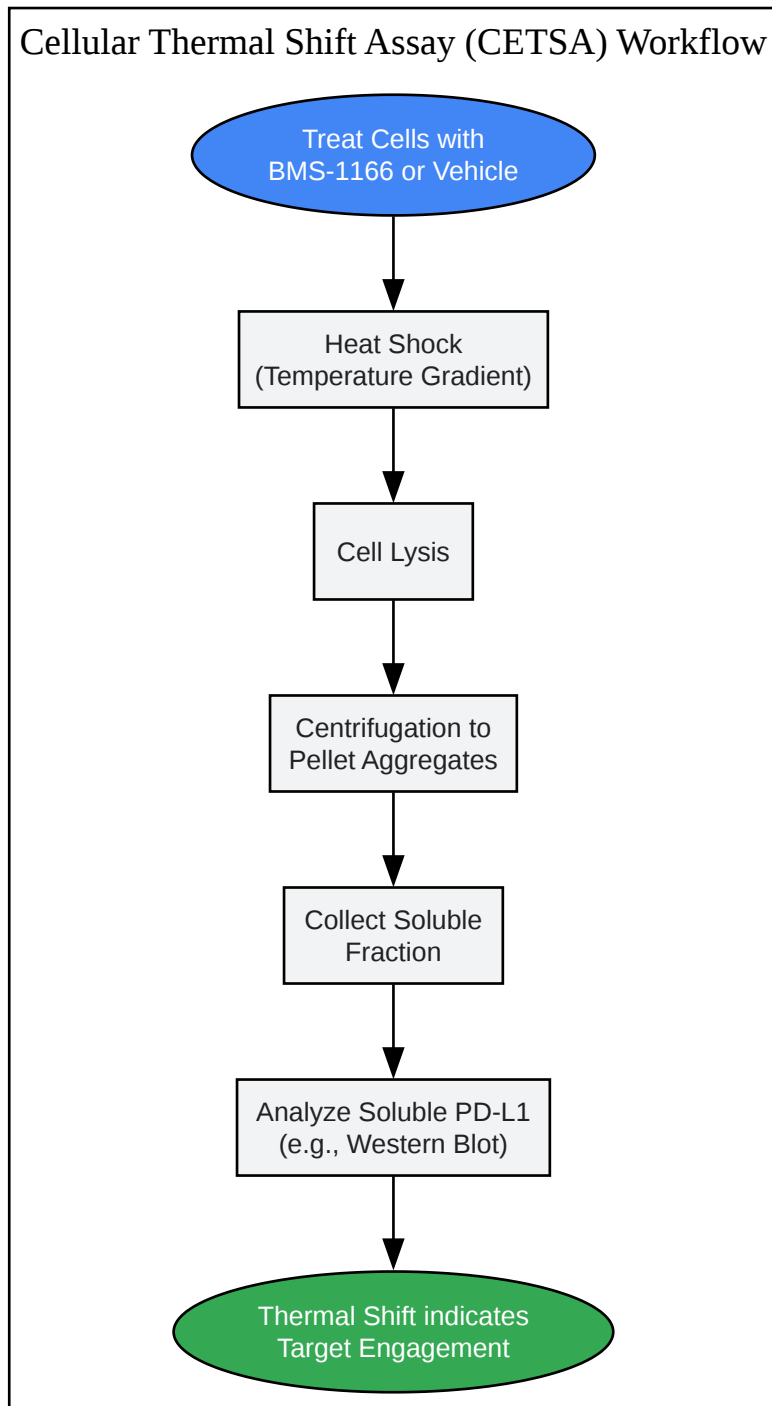 Cellular Thermal Shift Assay (CETSA) Workflow
Treat Cells with
BMS-1166 or Vehicle
Heat Shock
(Temperature Gradient)
Cell Lysis
Centrifugation to
Pellet Aggregates
Collect Soluble
Fraction
Analyze Soluble PD-L1
(e.g., Western Blot)
Thermal Shift indicates
Target Engagement